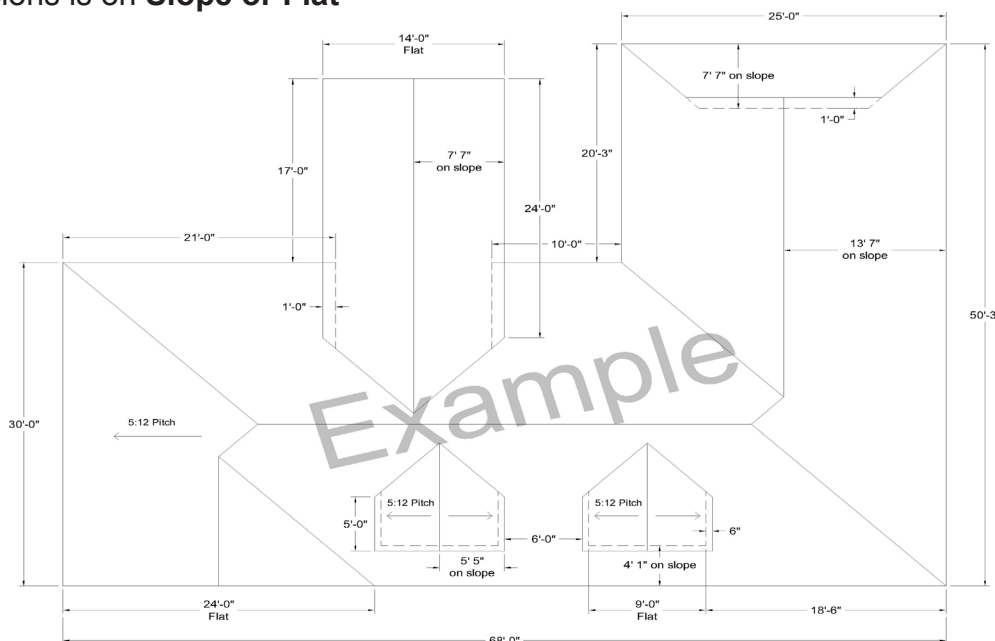 is on Slope or Flat
25'-0"
14'-0"
Flat
7' 7" on slope
1'-0"
17'-0"
7' 7"
on slope
20'-3"
24'-0"
21'-0"
10'-0"
13' 7"
on slope
1'-0"
50'-3
Example
30'-0"
5:12 Pitch
5:12 Pitch
5:12 Pitch
5'-0"
6'-0"
6"
5' 5"
on slope
4' 1" on slope
24'-0"
Flat
9'-0"
Flat
18'-6"
68'-0"